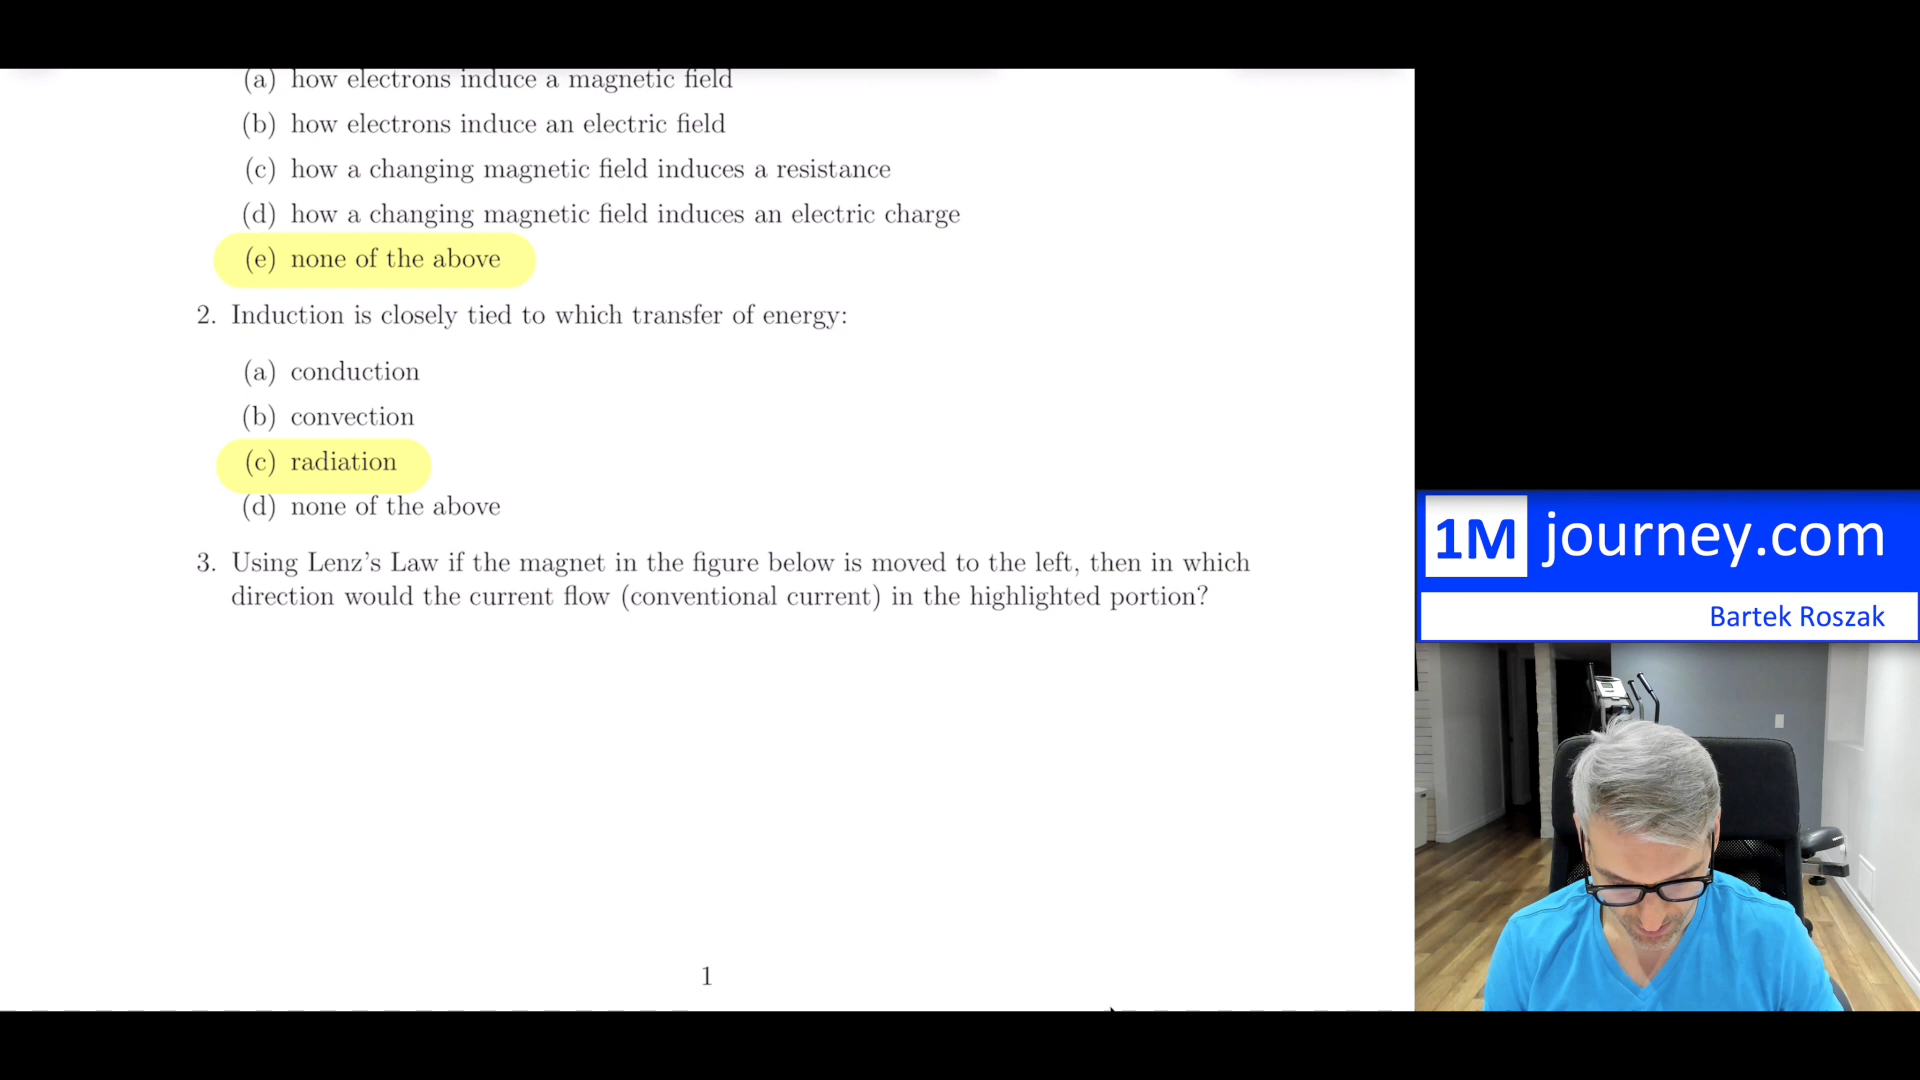 (a) how electrons induce a magnetic field
(b) how electrons induce an electric field
(c) how a changing magnetic field induces a resistance
(d) how a changing magnetic field induces an electric charge
(e) none of the above
2. Induction is closely tied to which transfer of energy:
(a) conduction
(b) convection
(c) radiation
(d) none of the above
3. Using Lenz's Law if the magnet in the figure below is moved to the left, then in which
direction would the current flow (conventional current) in the highlighted portion?
1
1M journey.com
Bartek Roszak